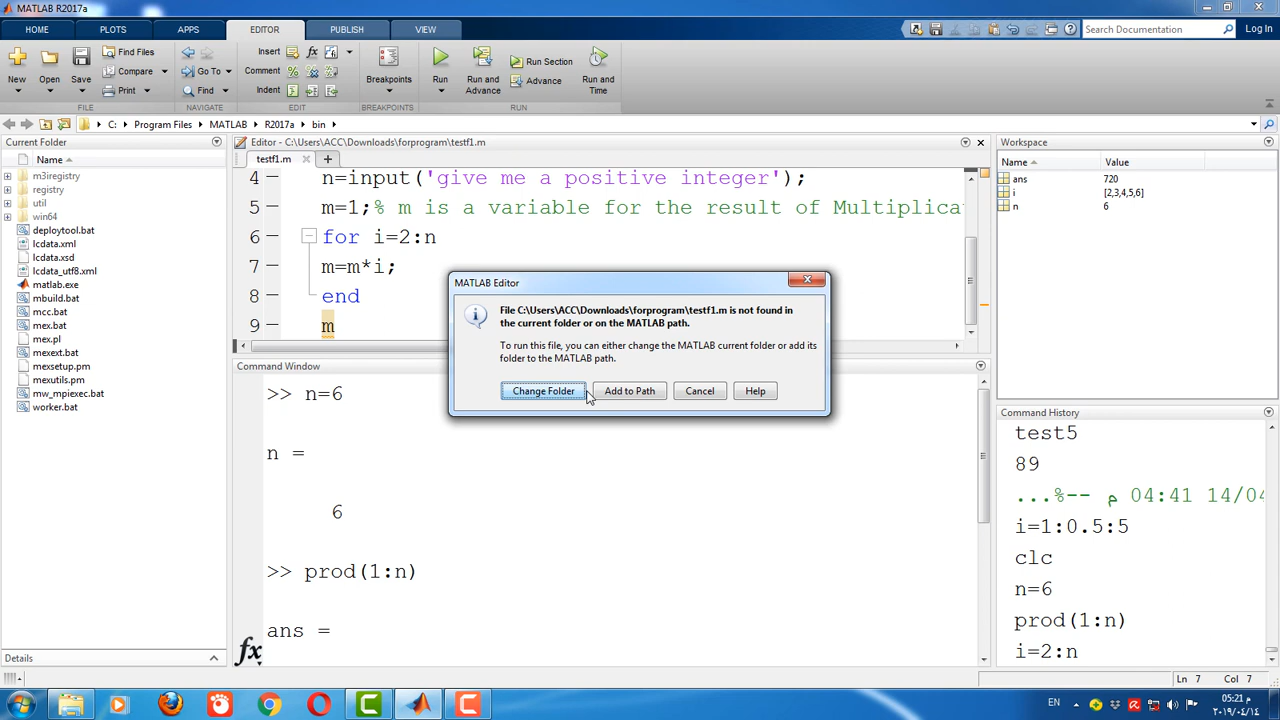 MATLAB R2017a
HOME PLOTS APPS EDITOR PUBLISH VIEW
Search Documentation
Log In
New Open Save Find Files Compare Print
Go To Find
Insert Comment Indent
fx
Breakpoints
Run Run and Advance Run Section Advance Run and Time
FILE NAVIGATE EDIT BREAKPOINTS RUN
C: Program Files MATLAB R2017a bin
Current Folder
Name
m3iregistry
registry
util
win64
deploytool.bat
lcdata.xml
lcdata.xsd
lcdata_utf8.xml
matlab.exe
mbuild.bat
mcc.bat
mex.bat
mex.pl
mexext.bat
mexsetup.pm
mexutils.pm
mw_mpiexec.bat
worker.bat
Details
Editor - C:\Users\ACC\Downloads\forprogram\testf1.m
testf1.m
4 n=input('give me a positive integer');
5 m=1;% m is a variable for the result of Multiplica
6 for i=2:n
7 m=m*i;
8 end
9 m
MATLAB Editor
File C:\Users\ACC\Downloads\forprogram\testf1.m is not found in
the current folder or on the MATLAB path.
To run this file, you can either change the MATLAB current folder or add its
folder to the MATLAB path.
Change Folder Add to Path Cancel Help
Command Window
>> n=6
n =
6
>> prod(1:n)
ans =
fx
Workspace
Name Value
ans 720
i [2,3,4,5,6]
n 6
Command History
test5
89
...%-- م 04:41 14/04
i=1:0.5:5
clc
n=6
prod(1:n)
i=2:n
Ln 7 Col 7
EN
05:21 م
٢٠١٩/٠٤/١٤